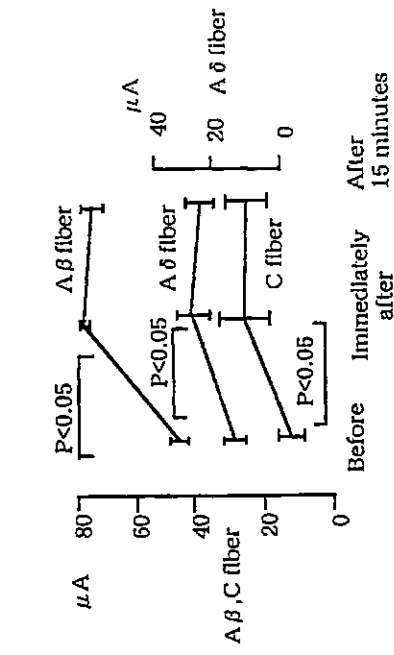 μA
80
60
40
20
0
Aβ,C fiber
P<0.05
P<0.05
P<0.05
Aβ fiber
Aδ fiber
C fiber
μA
40
20
0
Aδ fiber
Before
Immediately
after
After
15 minutes